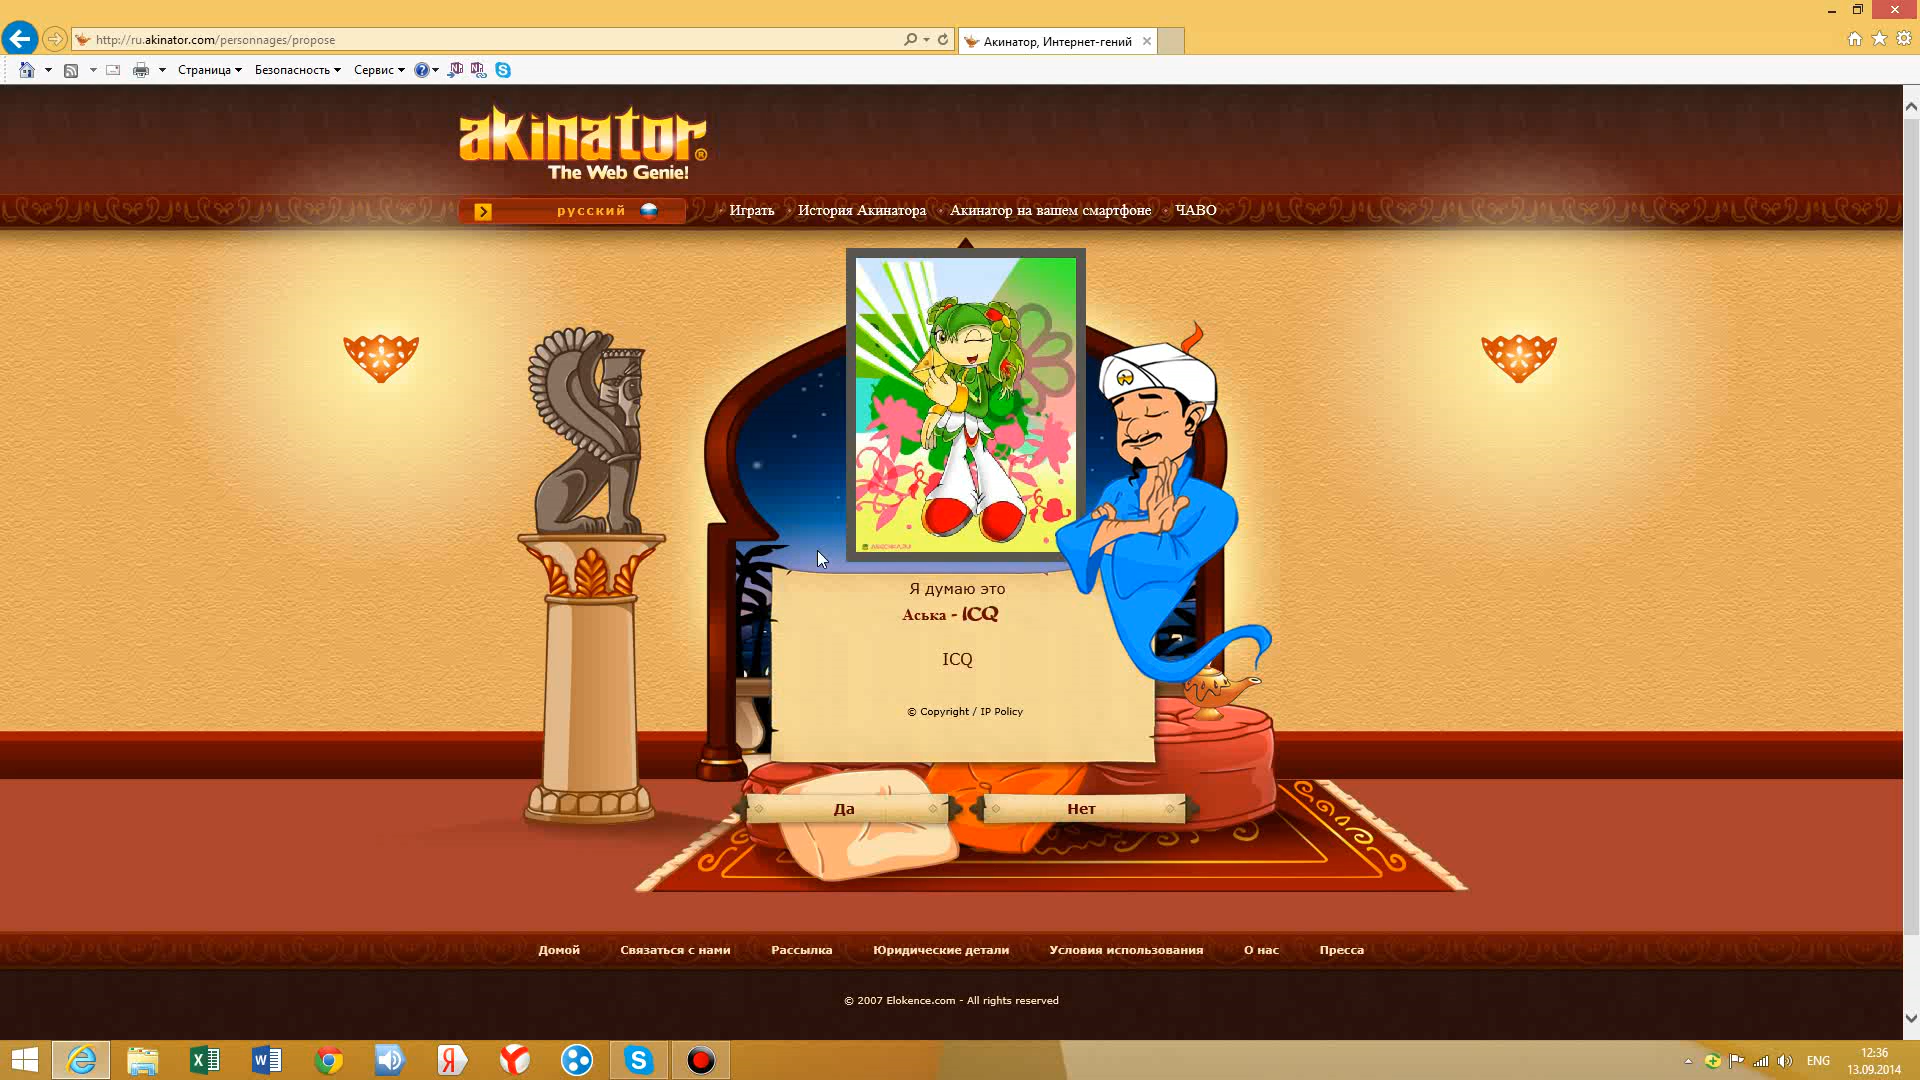 http://ru.akinator.com/personnages/propose
Акинатор, Интернет-гений
Страница
Безопасность
Сервис
akinator®
The Web Genie!
русский
Играть
История Акинатора
Акинатор на вашем смартфоне
ЧАВО
Я думаю это
Аська - ICQ
ICQ
© Copyright / IP Policy
Да
Нет
Домой
Связаться с нами
Рассылка
Юридические детали
Условия использования
О нас
Пресса
© 2007 Elokence.com - All rights reserved
ENG
12:36
13.09.2014